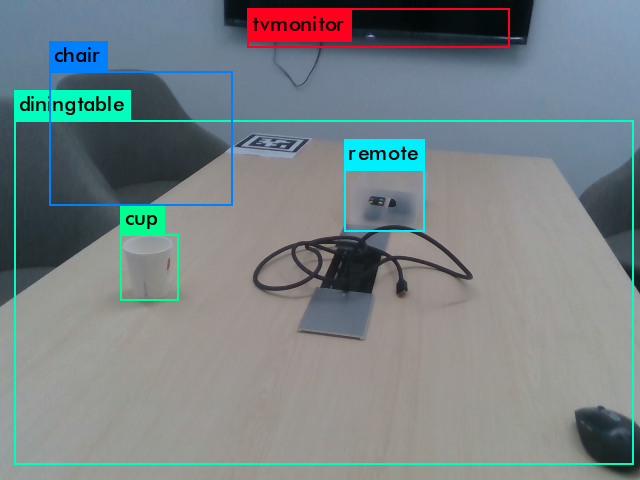 tvmonitor
chair
diningtable
remote
cup